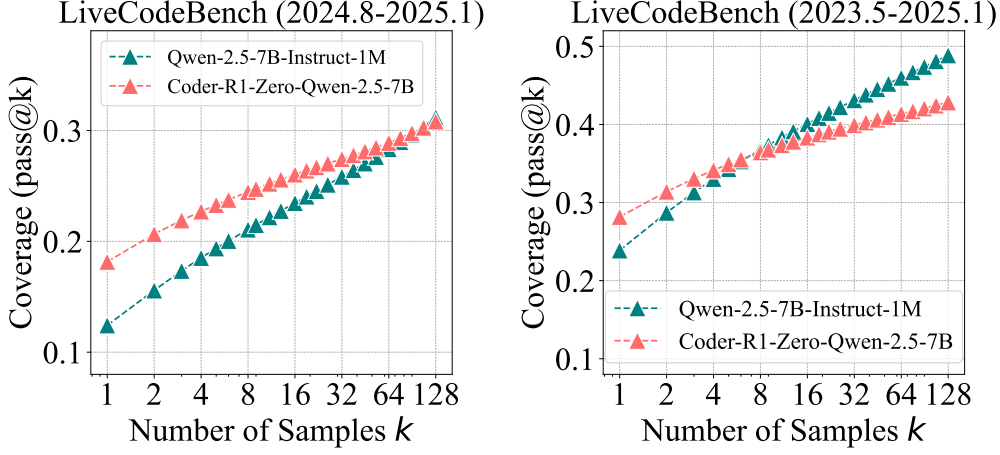 LiveCodeBench (2024.8-2025.1)
Coverage (pass@k)
0.3
0.2
0.1
Qwen-2.5-7B-Instruct-1M
Coder-R1-Zero-Qwen-2.5-7B
1 2 4 8 16 32 64 128
Number of Samples k
LiveCodeBench (2023.5-2025.1)
Coverage (pass@k)
0.5
0.4
0.3
0.2
0.1
Qwen-2.5-7B-Instruct-1M
Coder-R1-Zero-Qwen-2.5-7B
1 2 4 8 16 32 64 128
Number of Samples k